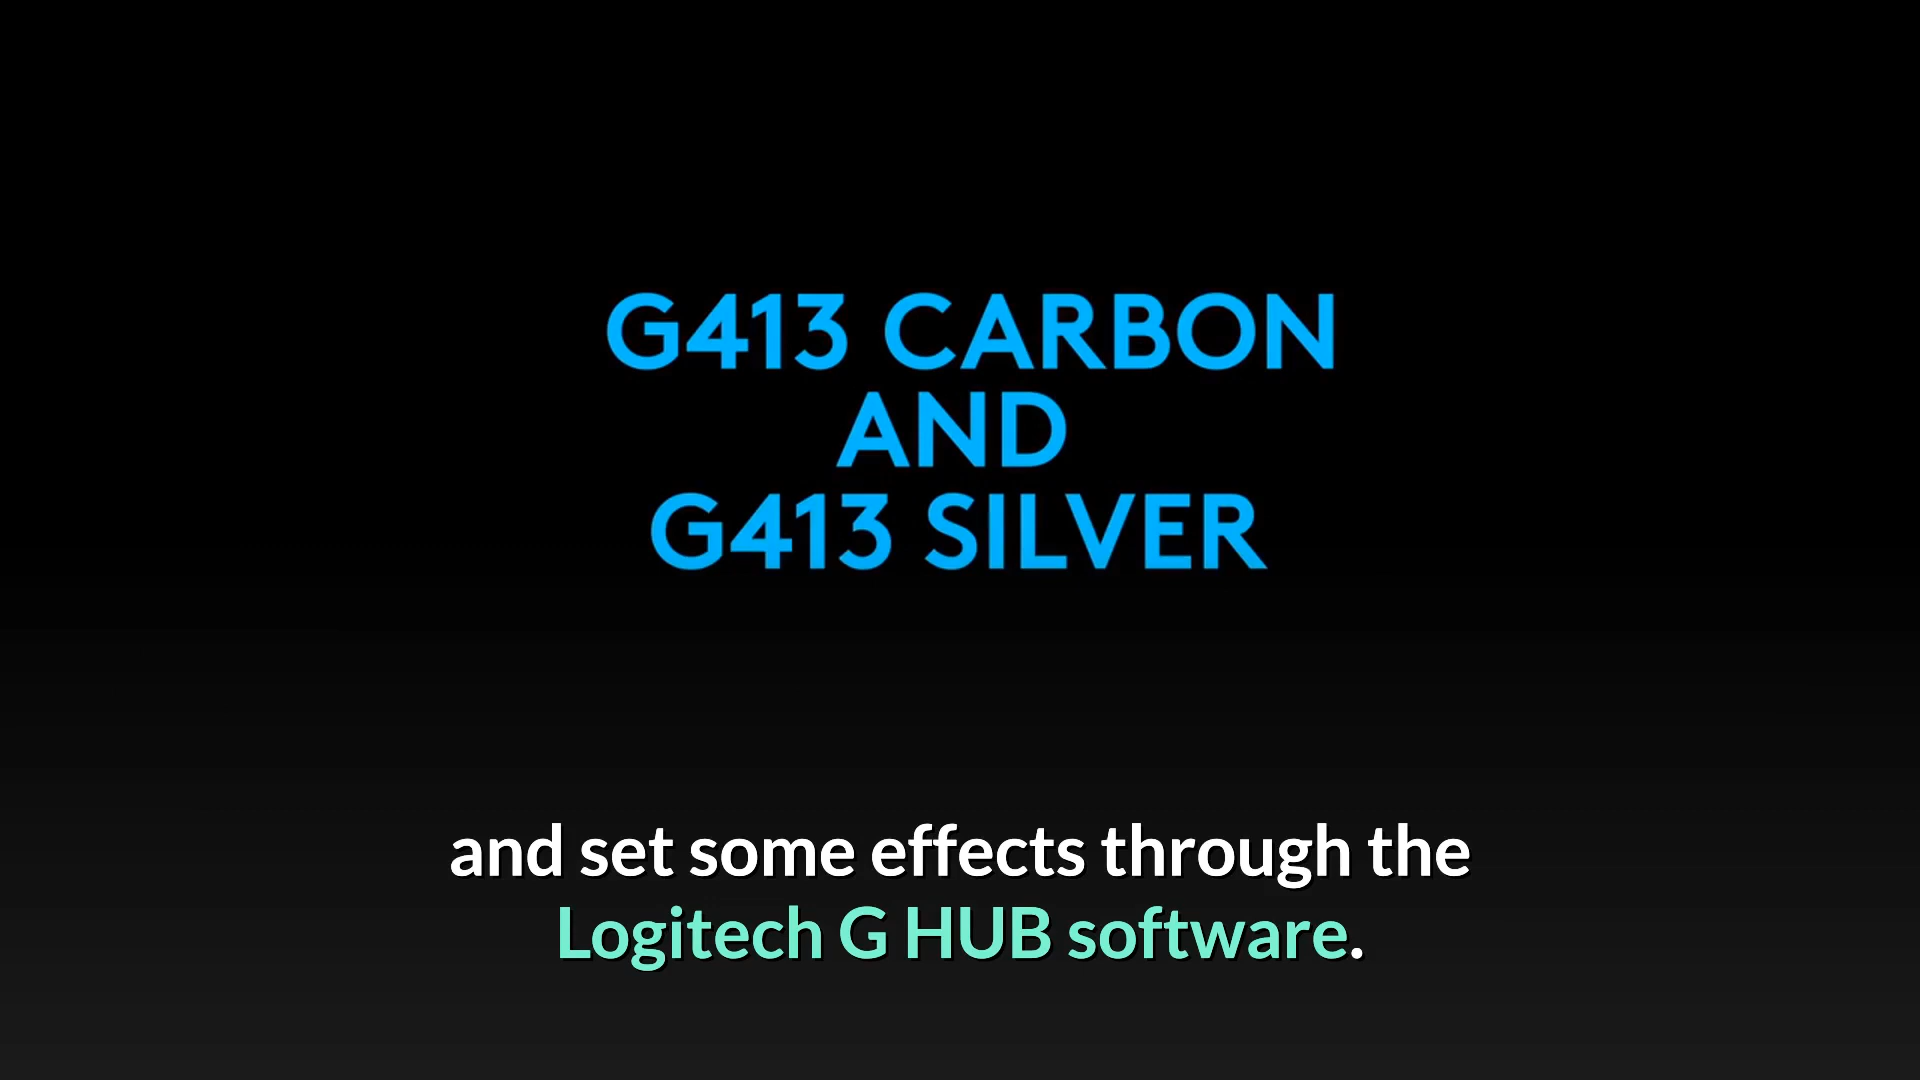 G413 CARBON
AND
G413 SILVER
and set some effects through the
Logitech G HUB software.